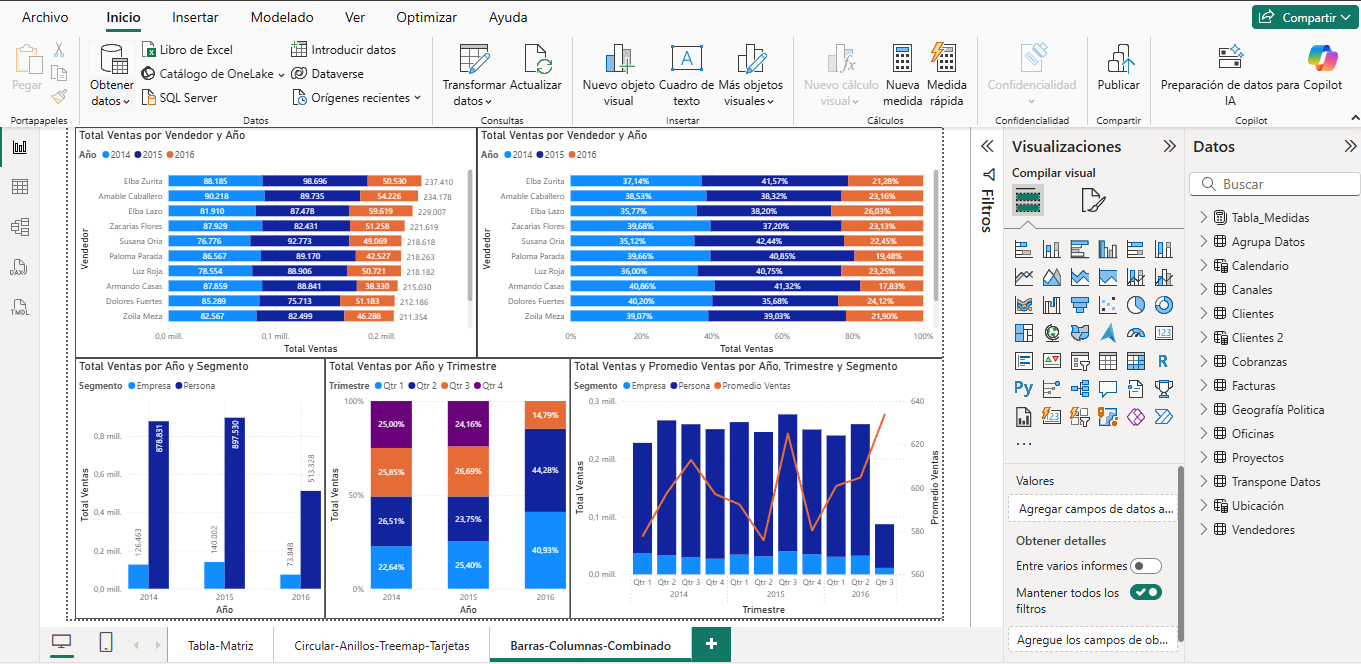 Archivo Inicio Insertar Modelado Ver Optimizar Ayuda Compartir
Pegar
Portapapeles
Obtener datos
Libro de Excel
Catálogo de OneLake
SQL Server
Introducir datos
Dataverse
Orígenes recientes
Datos
Transformar datos
Actualizar
Consultas
Nuevo objeto visual
Cuadro de texto
A
Más objetos visuales
Insertar
Nuevo cálculo visual
Nueva medida
Medida rápida
Cálculos
Confidencialidad
Confidencialidad
Publicar
Compartir
Preparación de datos para IA
Copilot
Copilot
DAX
TMDL
Total Ventas por Vendedor y Año
Año 2014 2015 2016
Vendedor
Elba Zurita 88.185 98.696 50.530 237.410
Amable Caballero 90.218 89.735 54.226 234.178
Elba Lazo 81.910 87.478 59.619 229.007
Zacarias Flores 87.929 82.431 51.258 221.619
Susana Oria 76.776 92.773 49.069 218.618
Paloma Parada 86.567 89.170 42.527 218.263
Luz Roja 78.554 88.906 50.721 218.182
Armando Casas 87.859 88.841 38.330 215.030
Dolores Fuertes 85.289 75.713 51.183 212.186
Zoila Meza 82.567 82.499 46.288 211.354
0,0 mill. 0,1 mill. 0,2 mill.
Total Ventas
Total Ventas por Vendedor y Año
Año 2014 2015 2016
Vendedor
Elba Zurita 37,14% 41,57% 21,28%
Amable Caballero 38,53% 38,32% 23,16%
Elba Lazo 35,77% 38,20% 26,03%
Zacarias Flores 39,68% 37,20% 23,13%
Susana Oria 35,12% 42,44% 22,45%
Paloma Parada 39,66% 40,85% 19,48%
Luz Roja 36,00% 40,75% 23,25%
Armando Casas 40,86% 41,32% 17,83%
Dolores Fuertes 40,20% 35,68% 24,12%
Zoila Meza 39,07% 39,03% 21,90%
0% 20% 40% 60% 80% 100%
Total Ventas
Total Ventas por Año y Segmento
Segmento Empresa Persona
Total Ventas
0,8 mill.
0,6 mill.
0,4 mill.
0,2 mill.
0,0 mill.
126.463 878.831 140.002 897.530 73.848 513.328
2014 2015 2016
Año
Total Ventas por Año y Trimestre
Trimestre Qtr 1 Qtr 2 Qtr 3 Qtr 4
Total Ventas
100%
50%
0%
25,00% 24,16% 14,79%
25,85% 26,69% 44,28%
26,51% 23,75% 40,93%
22,64% 25,40%
2014 2015 2016
Año
Total Ventas y Promedio Ventas por Año, Trimestre y Segmento
Segmento Empresa Persona Promedio Ventas
Total Ventas
0,3 mill.
0,2 mill.
0,1 mill.
0,0 mill.
640
620
600
580
560
Promedio Ventas
Qtr 1 Qtr 2 Qtr 3 Qtr 4 Qtr 1 Qtr 2 Qtr 3 Qtr 4 Qtr 1 Qtr 2 Qtr 3
2014 2015 2016
Trimestre
Filtros
Visualizaciones
Compilar visual
123
R
Py
123
...
Valores
Agregar campos de datos a...
Obtener detalles
Entre varios informes
Mantener todos los filtros
Agregue los campos de ob...
Datos
Buscar
Tabla_Medidas
Agrupa Datos
Calendario
Canales
Clientes
Clientes 2
Cobranzas
Facturas
Geografía Politica
Oficinas
Proyectos
Transpone Datos
Ubicación
Vendedores
Tabla-Matriz Circular-Anillos-Treemap-Tarjetas Barras-Columnas-Combinado +